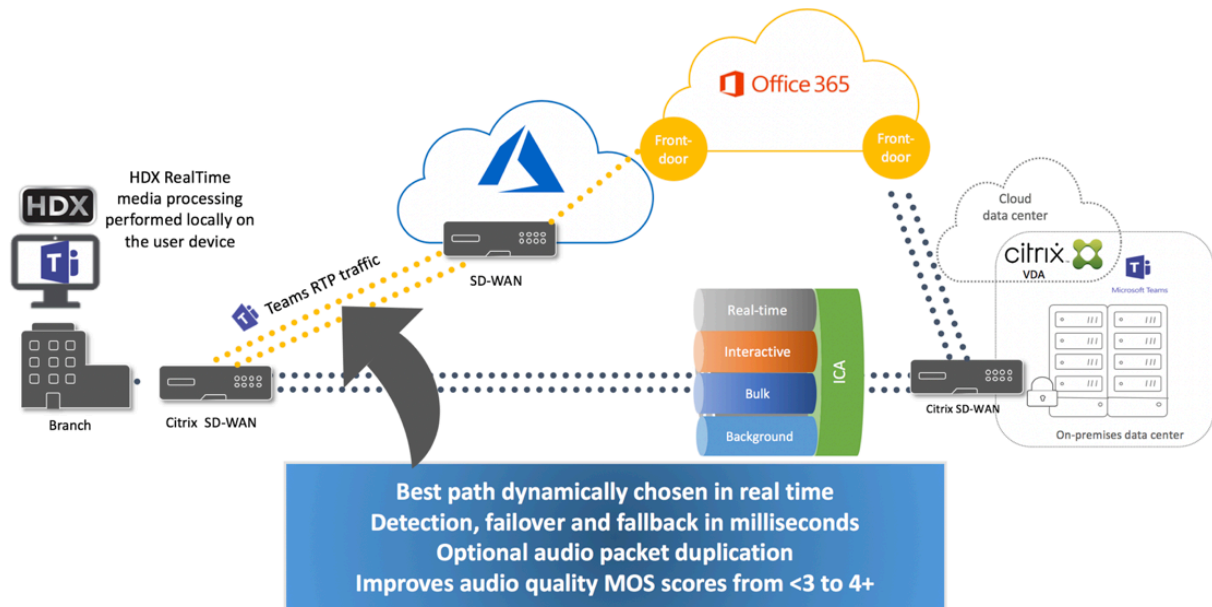 Office 365
Front-
door
Front-
door
HDX
HDX RealTime
media processing
performed locally on
the user device
T
Teams RTP traffic
SD-WAN
Cloud
data center
citrix
VDA
Microsoft Teams
Real-time
Interactive
Bulk
Background
ICA
Branch
Citrix SD-WAN
Citrix SD-WAN
On-premises data center
Best path dynamically chosen in real time
Detection, failover and fallback in milliseconds
Optional audio packet duplication
Improves audio quality MOS scores from <3 to 4+